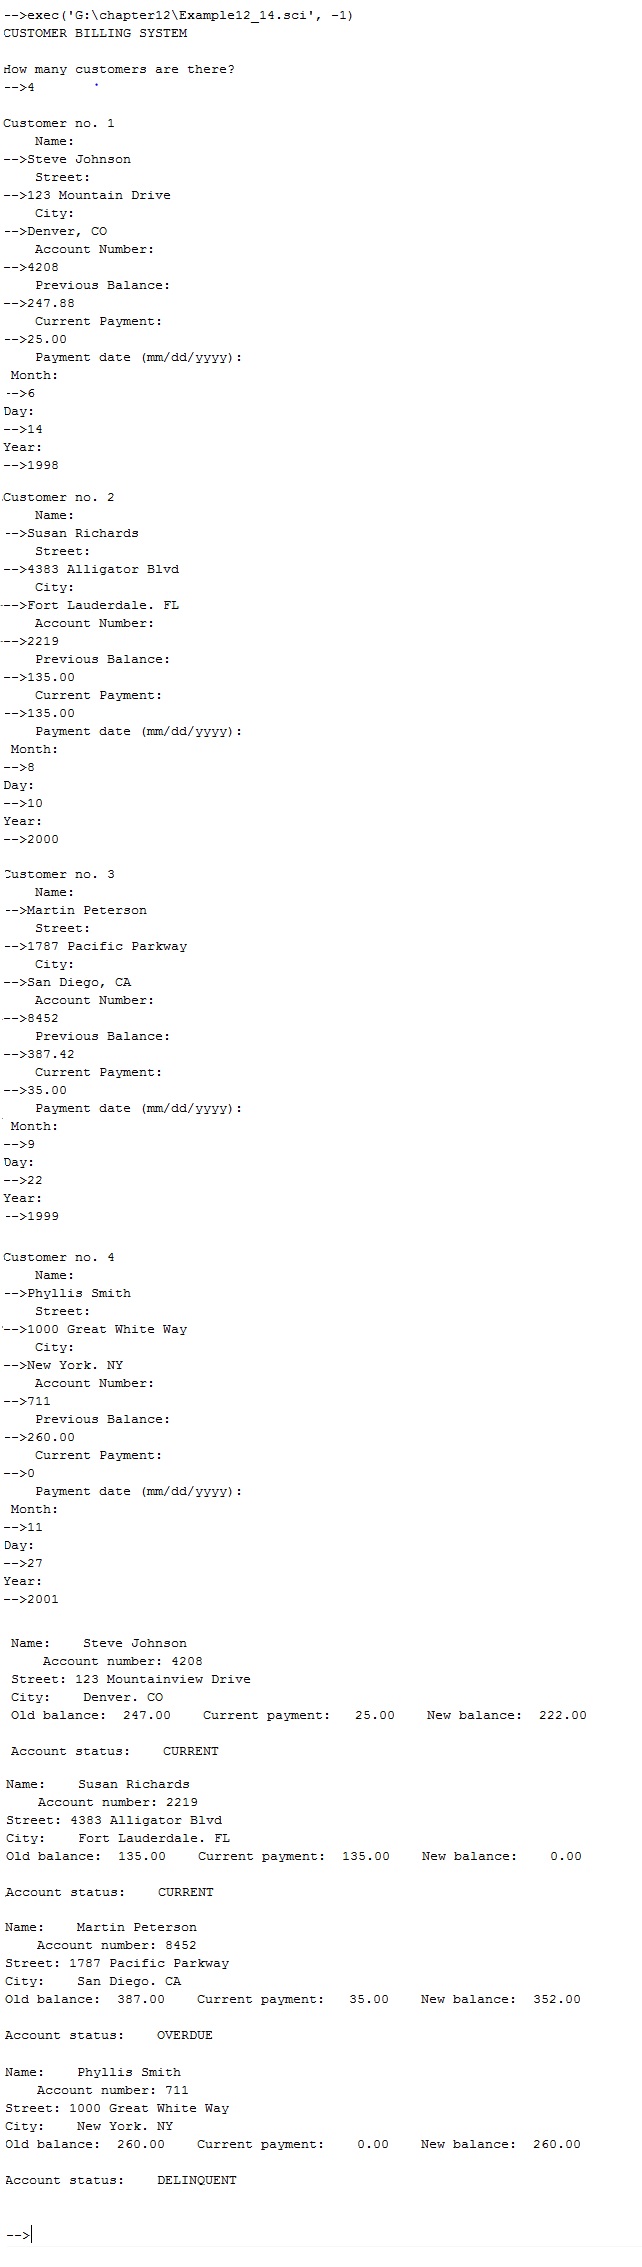 -->exec('G:\chapter12\Example12_14.sci', -1)
CUSTOMER BILLING SYSTEM
How many customers are there?
-->4
Customer no. 1
Name:
-->Steve Johnson
Street:
-->123 Mountain Drive
City:
-->Denver, CO
Account Number:
-->4208
Previous Balance:
-->247.88
Current Payment:
-->25.00
Payment date (mm/dd/yyyy):
Month:
-->6
Day:
-->14
Year:
-->1998
Customer no. 2
Name:
-->Susan Richards
Street:
-->4383 Alligator Blvd
City:
-->Fort Lauderdale. FL
Account Number:
-->2219
Previous Balance:
-->135.00
Current Payment:
-->135.00
Payment date (mm/dd/yyyy):
Month:
-->8
Day:
-->10
Year:
-->2000
Customer no. 3
Name:
-->Martin Peterson
Street:
-->1787 Pacific Parkway
City:
-->San Diego, CA
Account Number:
-->8452
Previous Balance:
-->387.42
Current Payment:
-->35.00
Payment date (mm/dd/yyyy):
Month:
-->9
Day:
-->22
Year:
-->1999
Customer no. 4
Name:
-->Phyllis Smith
Street:
-->1000 Great White Way
City:
-->New York. NY
Account Number:
-->711
Previous Balance:
-->260.00
Current Payment:
-->0
Payment date (mm/dd/yyyy):
Month:
-->11
Day:
-->27
Year:
-->2001
Name: Steve Johnson
Account number: 4208
Street: 123 Mountainview Drive
City: Denver. CO
Old balance: 247.00 Current payment: 25.00 New balance: 222.00
Account status: CURRENT
Name: Susan Richards
Account number: 2219
Street: 4383 Alligator Blvd
City: Fort Lauderdale. FL
Old balance: 135.00 Current payment: 135.00 New balance: 0.00
Account status: CURRENT
Name: Martin Peterson
Account number: 8452
Street: 1787 Pacific Parkway
City: San Diego. CA
Old balance: 387.00 Current payment: 35.00 New balance: 352.00
Account status: OVERDUE
Name: Phyllis Smith
Account number: 711
Street: 1000 Great White Way
City: New York. NY
Old balance: 260.00 Current payment: 0.00 New balance: 260.00
Account status: DELINQUENT
-->